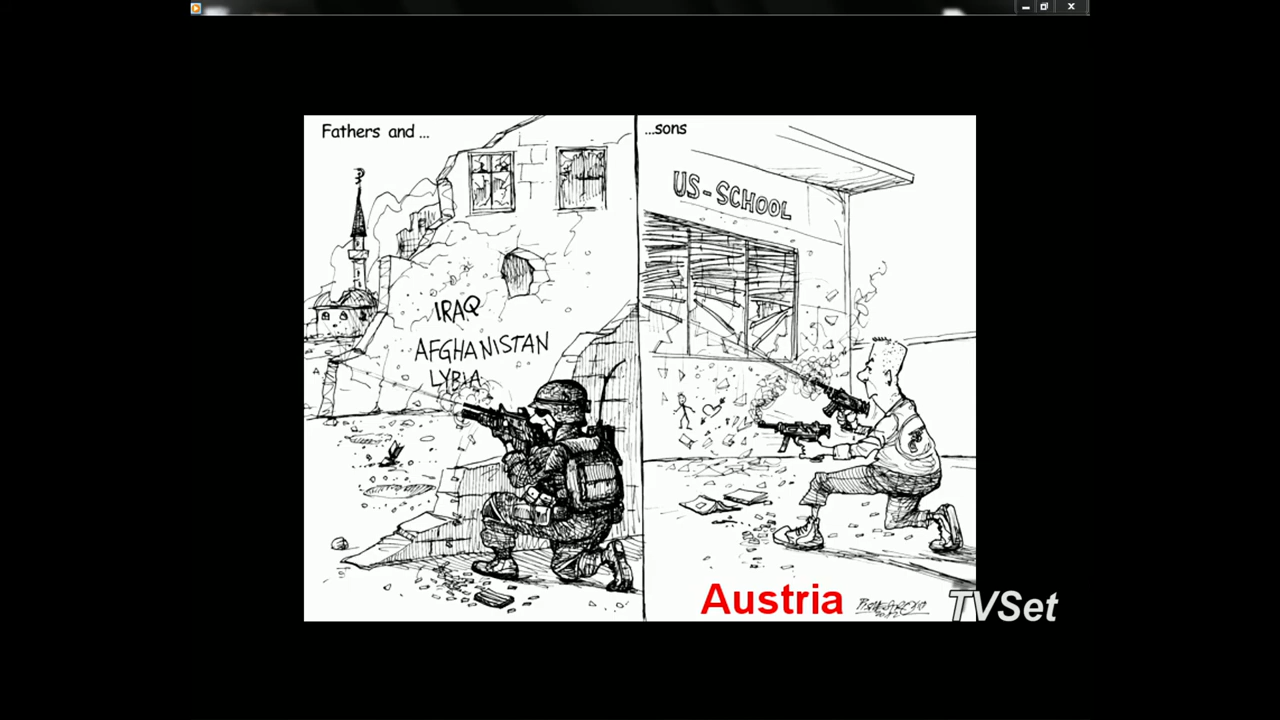 Fathers and ...
...sons
US-SCHOOL
IRAQ
AFGHANISTAN
LYBIA
Austria
TVSet